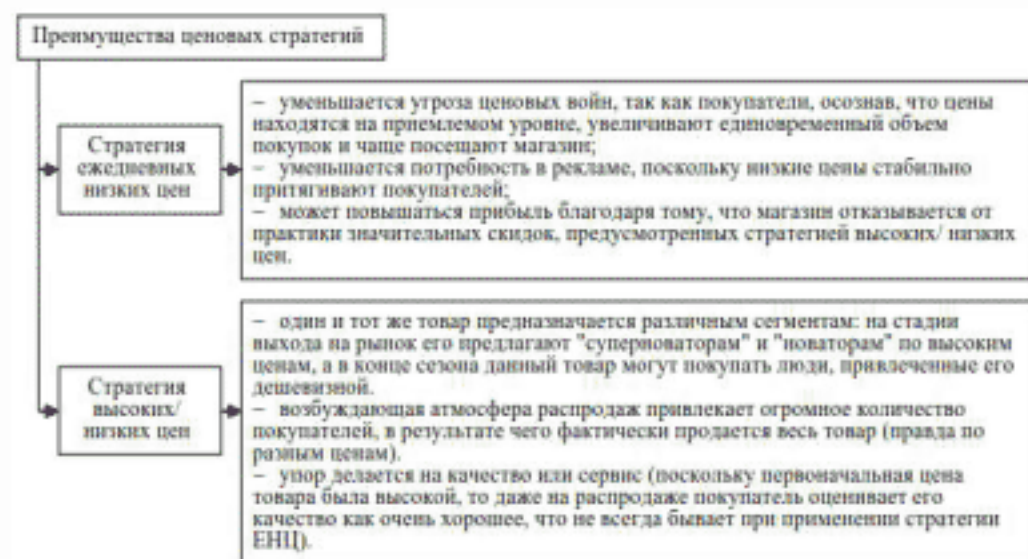 Преимущества ценовых стратегий
Стратегия
ежедневных
низких цен
– уменьшается угроза ценовых войн, так как покупатели, осознав, что цены
находятся на приемлемом уровне, увеличивают единовременный объем
покупок и чаще посещают магазин;
– уменьшается потребность в рекламе, поскольку низкие цены стабильно
притягивают покупателей;
– может повышаться прибыль благодаря тому, что магазин отказывается от
практики значительных скидок, предусмотренных стратегией высоких/ низких
цен.
Стратегия
высоких/
низких цен
– один и тот же товар предназначается различным сегментам: на стадии
выхода на рынок его предлагают "суперноваторам" и "новаторам" по высоким
ценам, а в конце сезона данный товар могут покупать люди, привлеченные его
дешевизной.
– возбуждающая атмосфера распродаж привлекает огромное количество
покупателей, в результате чего фактически продается весь товар (правда по
разным ценам).
– упор делается на качество или сервис (поскольку первоначальная цена
товара была высокой, то даже на распродаже покупатель оценивает его
качество как очень хорошее, что не всегда бывает при применении стратегии
ЕНЦ).